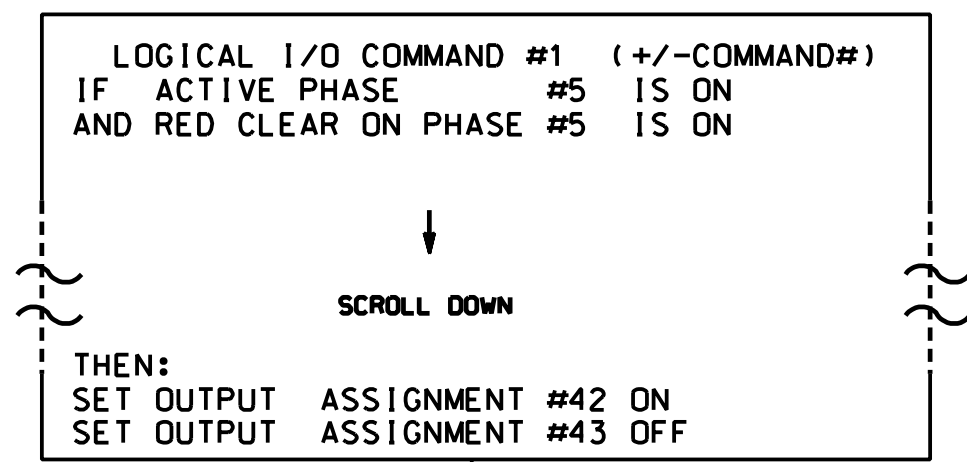 LOGICAL I/O COMMAND #1 (+/-COMMAND#)
IF ACTIVE PHASE #5 IS ON
AND RED CLEAR ON PHASE #5 IS ON
SCROLL DOWN
THEN:
SET OUTPUT ASSIGNMENT #42 ON
SET OUTPUT ASSIGNMENT #43 OFF